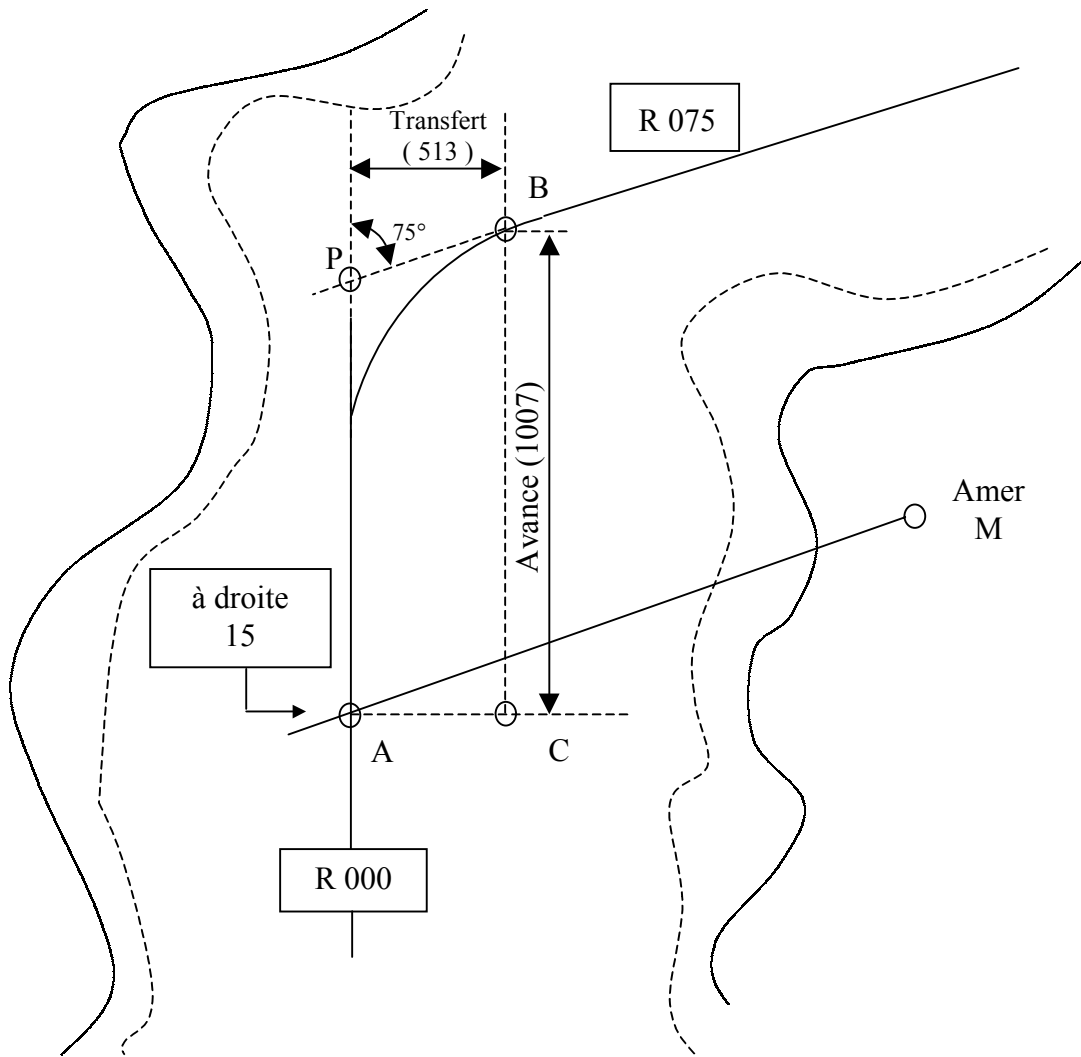 R 075
Transfert
( 513 )
B
75°
P
Avance (1007)
Amer
M
à droite
15
A
C
R 000